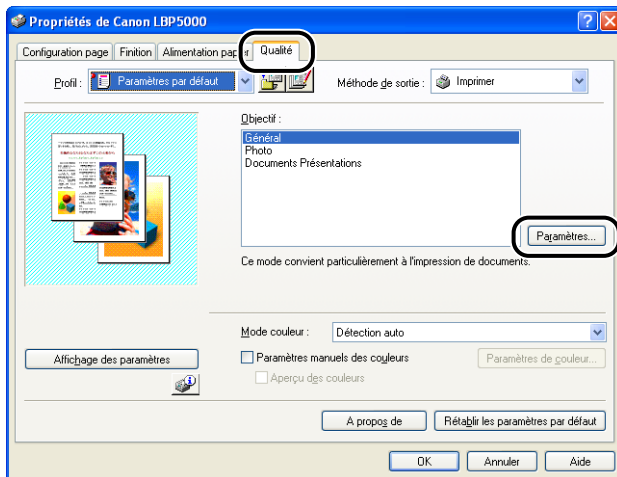 Propriétés de Canon LBP5000
Configuration page Finition Alimentation papier Qualité
Profil : Paramètres par défaut Méthode de sortie : Imprimer
Objectif :
Général
Photo
Documents Présentations
Paramètres...
Ce mode convient particulièrement à l'impression de documents.
Mode couleur : Détection auto
Affichage des paramètres Paramètres manuels des couleurs Paramètres de couleur...
Aperçu des couleurs
A propos de Rétablir les paramètres par défaut
OK Annuler Aide